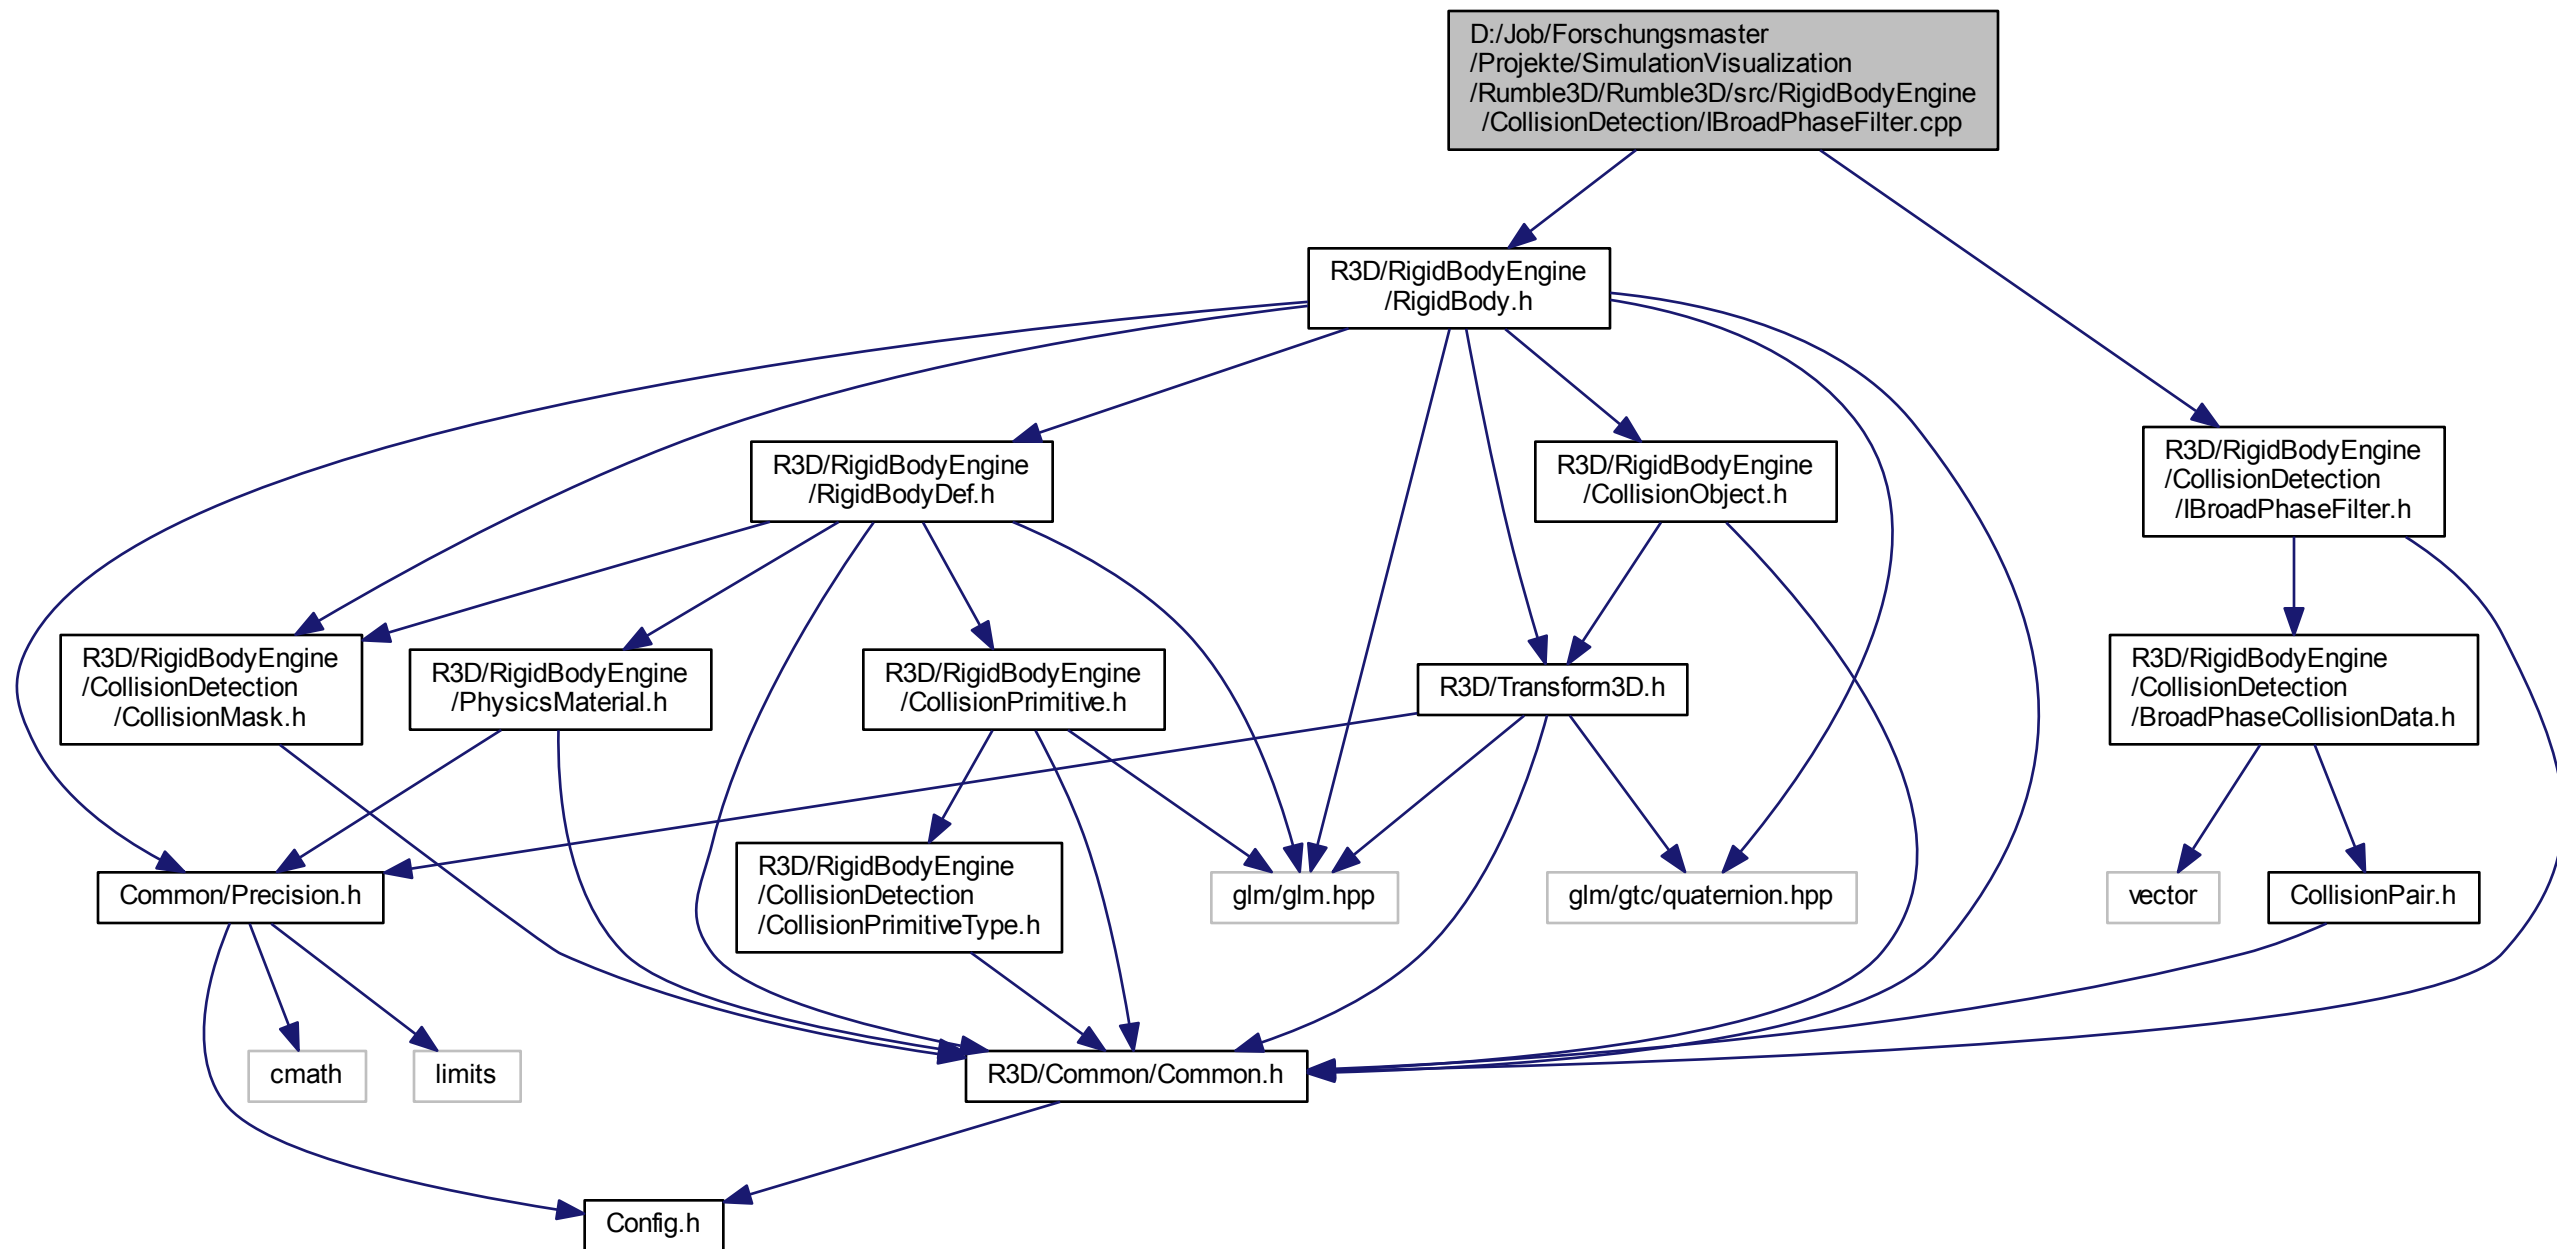 D:/Job/Forschungsmaster
/Projekte/SimulationVisualization
/Rumble3D/Rumble3D/src/RigidBodyEngine
/CollisionDetection/IBroadPhaseFilter.cpp
R3D/RigidBodyEngine
/RigidBody.h
R3D/RigidBodyEngine
/RigidBodyDef.h
R3D/RigidBodyEngine
/CollisionObject.h
R3D/RigidBodyEngine
/CollisionDetection
/IBroadPhaseFilter.h
R3D/RigidBodyEngine
/CollisionDetection
/CollisionMask.h
R3D/RigidBodyEngine
/PhysicsMaterial.h
R3D/RigidBodyEngine
/CollisionPrimitive.h
R3D/Transform3D.h
R3D/RigidBodyEngine
/CollisionDetection
/BroadPhaseCollisionData.h
Common/Precision.h
R3D/RigidBodyEngine
/CollisionDetection
/CollisionPrimitiveType.h
glm/glm.hpp
glm/gtc/quaternion.hpp
vector
CollisionPair.h
cmath
limits
R3D/Common/Common.h
Config.h